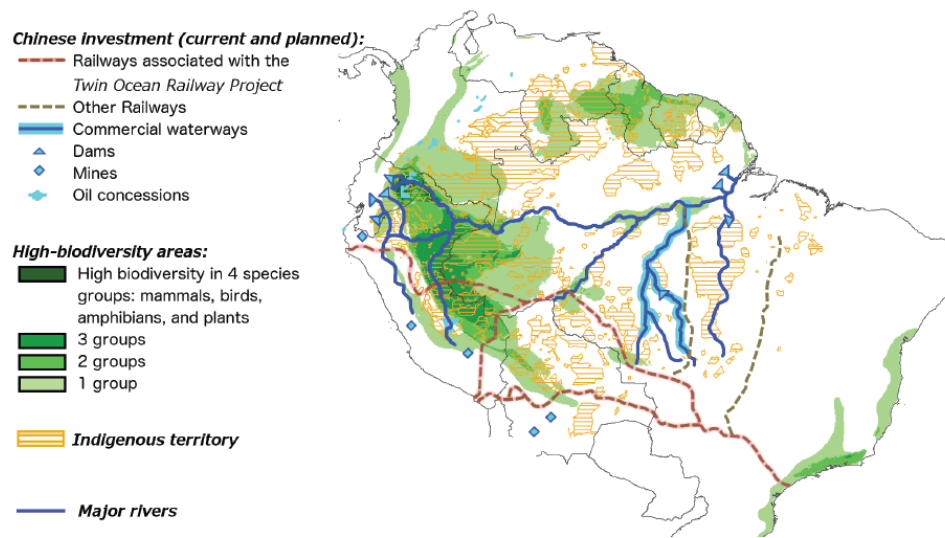 Chinese investment (current and planned):
Railways associated with the
Twin Ocean Railway Project
Other Railways
Commercial waterways
Dams
Mines
Oil concessions
High-biodiversity areas:
High biodiversity in 4 species
groups: mammals, birds,
amphibians, and plants
3 groups
2 groups
1 group
Indigenous territory
Major rivers